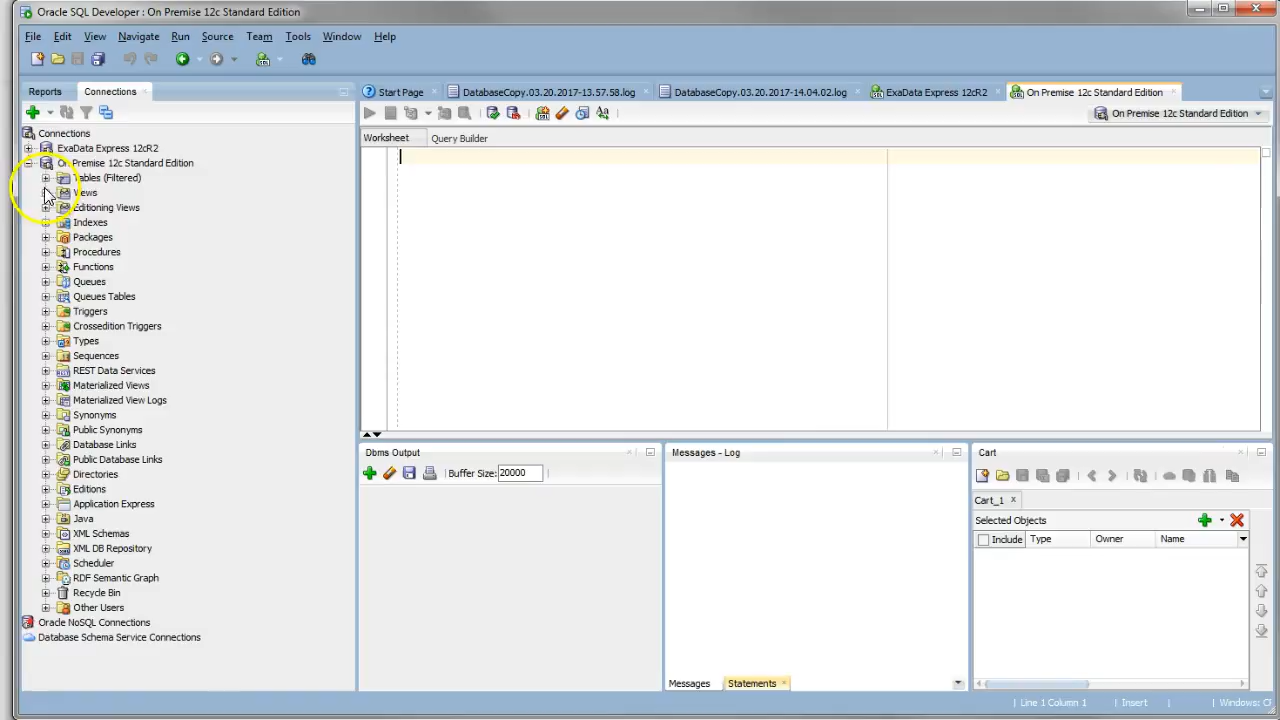 Oracle SQL Developer : On Premise 12c Standard Edition
File Edit View Navigate Run Source Team Tools Window Help
Reports Connections
Start Page DatabaseCopy.03.20.2017-13.57.58.log DatabaseCopy.03.20.2017-14.04.02.log ExaData Express 12cR2 On Premise 12c Standard Edition
On Premise 12c Standard Edition
Worksheet Query Builder
Connections
ExaData Express 12cR2
On Premise 12c Standard Edition
Tables (Filtered)
Views
Editioning Views
Indexes
Packages
Procedures
Functions
Queues
Queues Tables
Triggers
Crossedition Triggers
Types
Sequences
REST Data Services
Materialized Views
Materialized View Logs
Synonyms
Public Synonyms
Database Links
Public Database Links
Directories
Editions
Application Express
Java
XML Schemas
XML DB Repository
Scheduler
RDF Semantic Graph
Recycle Bin
Other Users
Oracle NoSQL Connections
Database Schema Service Connections
Dbms Output
Buffer Size: 20000
Messages - Log
Messages Statements
Cart
Cart_1
Selected Objects
Include Type Owner Name
Line 1 Column 1 Insert Windows: